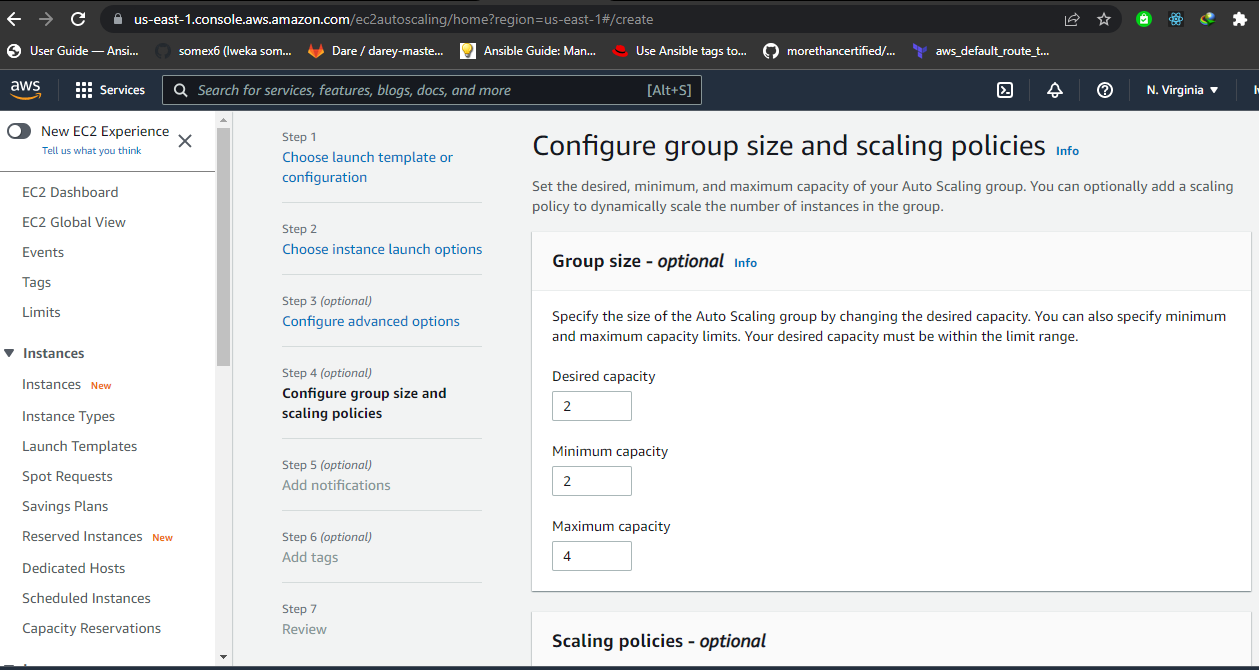 us-east-1.console.aws.amazon.com/ec2autoscaling/home?region=us-east-1#/create
User Guide — Ansi...
somex6 (Iweka som...
Dare / darey-maste...
Ansible Guide: Man...
Use Ansible tags to...
morethancertified/...
aws_default_route_t...
aws
Services
Search for services, features, blogs, docs, and more
[Alt+S]
N. Virginia
New EC2 Experience
Tell us what you think
EC2 Dashboard
EC2 Global View
Events
Tags
Limits
Instances
Instances New
Instance Types
Launch Templates
Spot Requests
Savings Plans
Reserved Instances New
Dedicated Hosts
Scheduled Instances
Capacity Reservations
Step 1
Choose launch template or
configuration
Step 2
Choose instance launch options
Step 3 (optional)
Configure advanced options
Step 4 (optional)
Configure group size and
scaling policies
Step 5 (optional)
Add notifications
Step 6 (optional)
Add tags
Step 7
Review
Configure group size and scaling policies Info
Set the desired, minimum, and maximum capacity of your Auto Scaling group. You can optionally add a scaling
policy to dynamically scale the number of instances in the group.
Group size - optional Info
Specify the size of the Auto Scaling group by changing the desired capacity. You can also specify minimum
and maximum capacity limits. Your desired capacity must be within the limit range.
Desired capacity
2
Minimum capacity
2
Maximum capacity
4
Scaling policies - optional